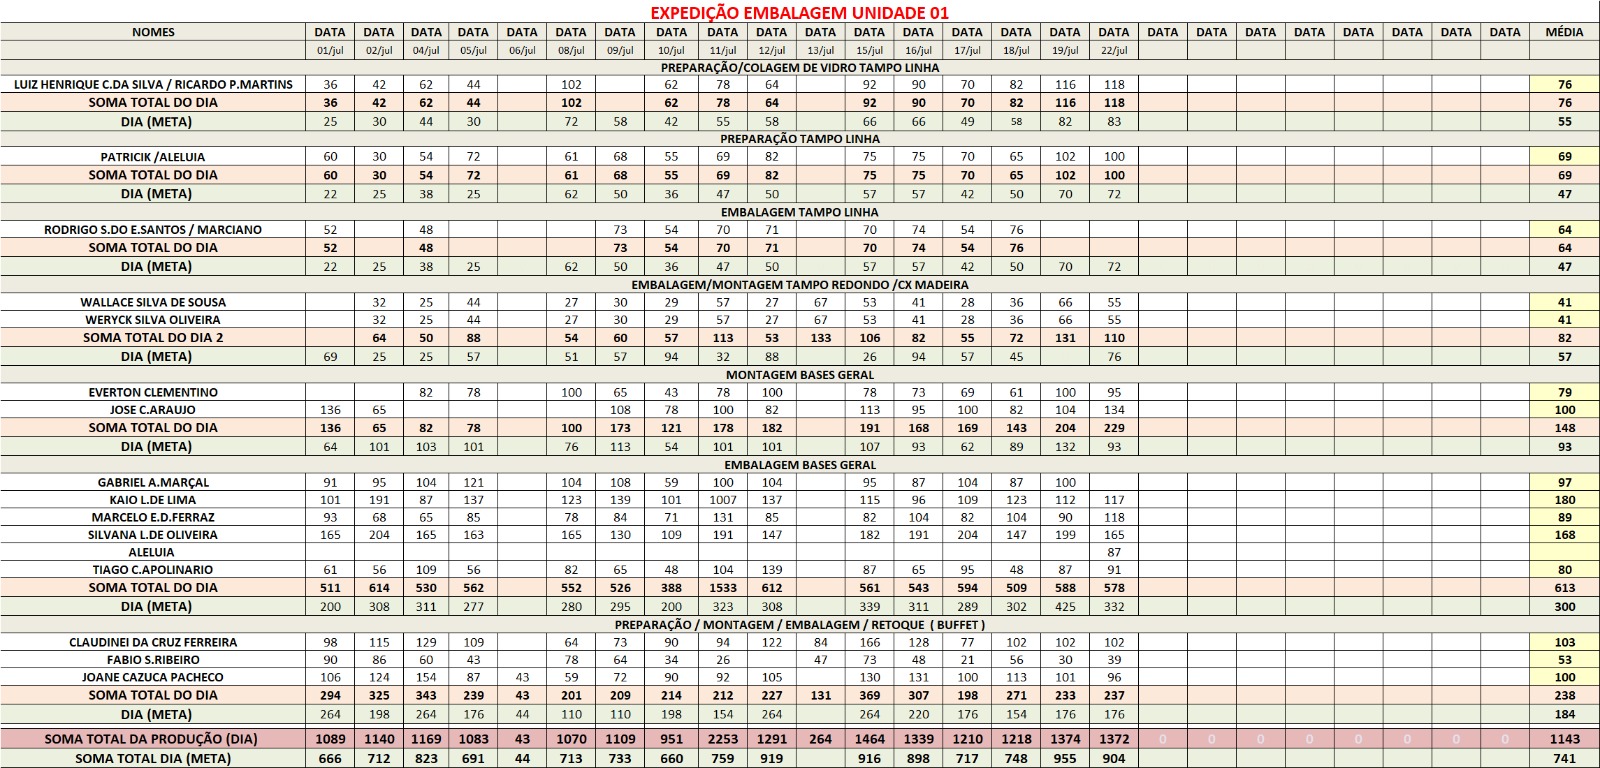 EXPEDIÇÃO EMBALAGEM UNIDADE 01
NOMES DATA DATA DATA DATA DATA DATA DATA DATA DATA DATA DATA DATA DATA DATA DATA DATA DATA DATA DATA DATA DATA DATA DATA DATA DATA MÉDIA
01/jul 02/jul 04/jul 05/jul 06/jul 08/jul 09/jul 10/jul 11/jul 12/jul 13/jul 15/jul 16/jul 17/jul 18/jul 19/jul 22/jul
PREPARAÇÃO/COLAGEM DE VIDRO TAMPO LINHA
LUIZ HENRIQUE C.DA SILVA / RICARDO P.MARTINS 36 42 62 44 102 62 78 64 92 90 70 82 116 118 76
SOMA TOTAL DO DIA 36 42 62 44 102 62 78 64 92 90 70 82 116 118 76
DIA (META) 25 30 44 30 72 58 42 55 58 66 66 49 58 82 83 55
PREPARAÇÃO TAMPO LINHA
PATRICIK /ALELUIA 60 30 54 72 61 68 55 69 82 75 75 70 65 102 100 69
SOMA TOTAL DO DIA 60 30 54 72 61 68 55 69 82 75 75 70 65 102 100 69
DIA (META) 22 25 38 25 62 50 36 47 50 57 57 42 50 70 72 47
EMBALAGEM TAMPO LINHA
RODRIGO S.DO E.SANTOS / MARCIANO 52 48 73 54 70 71 70 74 54 76 64
SOMA TOTAL DO DIA 52 48 73 54 70 71 70 74 54 76 64
DIA (META) 22 25 38 25 62 50 36 47 50 57 57 42 50 70 72 47
EMBALAGEM/MONTAGEM TAMPO REDONDO /CX MADEIRA
WALLACE SILVA DE SOUSA 32 25 44 27 30 29 57 27 67 53 41 28 36 66 55 41
WERYCK SILVA OLIVEIRA 32 25 44 27 30 29 57 27 67 53 41 28 36 66 55 41
SOMA TOTAL DO DIA 2 64 50 88 54 60 57 113 53 133 106 82 55 72 131 110 82
DIA (META) 69 25 25 57 51 57 94 32 88 26 94 57 45 76 57
MONTAGEM BASES GERAL
EVERTON CLEMENTINO 82 78 100 65 43 78 100 78 73 69 61 100 95 79
JOSE C.ARAUJO 136 65 108 78 100 82 113 95 100 82 104 134 100
SOMA TOTAL DO DIA 136 65 82 78 100 173 121 178 182 191 168 169 143 204 229 148
DIA (META) 64 101 103 101 76 113 54 101 101 107 93 62 89 132 93 93
EMBALAGEM BASES GERAL
GABRIEL A.MARÇAL 91 95 104 121 104 108 59 100 104 95 87 104 87 100 97
KAIO L.DE LIMA 101 191 87 137 123 139 101 1007 137 115 96 109 123 112 117 180
MARCELO E.D.FERRAZ 93 68 65 85 78 84 71 131 85 82 104 82 104 90 118 89
SILVANA L.DE OLIVEIRA 165 204 165 163 165 130 109 191 147 182 191 204 147 199 165 168
ALELUIA 87
TIAGO C.APOLINARIO 61 56 109 56 82 65 48 104 139 87 65 95 48 87 91 80
SOMA TOTAL DO DIA 511 614 530 562 552 526 388 1533 612 561 543 594 509 588 578 613
DIA (META) 200 308 311 277 280 295 200 323 308 339 311 289 302 425 332 300
PREPARAÇÃO / MONTAGEM / EMBALAGEM / RETOQUE ( BUFFET )
CLAUDINEI DA CRUZ FERREIRA 98 115 129 109 64 73 90 94 122 84 166 128 77 102 102 102 103
FABIO S.RIBEIRO 90 86 60 43 78 64 34 26 47 73 48 21 56 30 39 53
JOANE CAZUCA PACHECO 106 124 154 87 43 59 72 90 92 105 130 131 100 113 101 96 100
SOMA TOTAL DO DIA 294 325 343 239 43 201 209 214 212 227 131 369 307 198 271 233 237 238
DIA (META) 264 198 264 176 44 110 110 198 154 264 264 220 176 154 176 176 184
SOMA TOTAL DA PRODUÇÃO (DIA) 1089 1140 1169 1083 43 1070 1109 951 2253 1291 264 1464 1339 1210 1218 1374 1372 0 0 0 0 0 0 0 0 1143
SOMA TOTAL DIA (META) 666 712 823 691 44 713 733 660 759 919 916 898 717 748 955 904 741